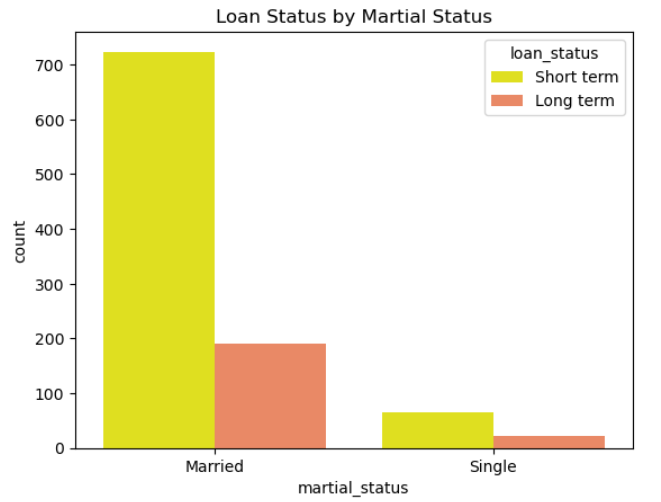 Loan Status by Martial Status
loan_status
Short term
Long term
700
600
500
400
300
200
100
0
count
Married
Single
martial_status